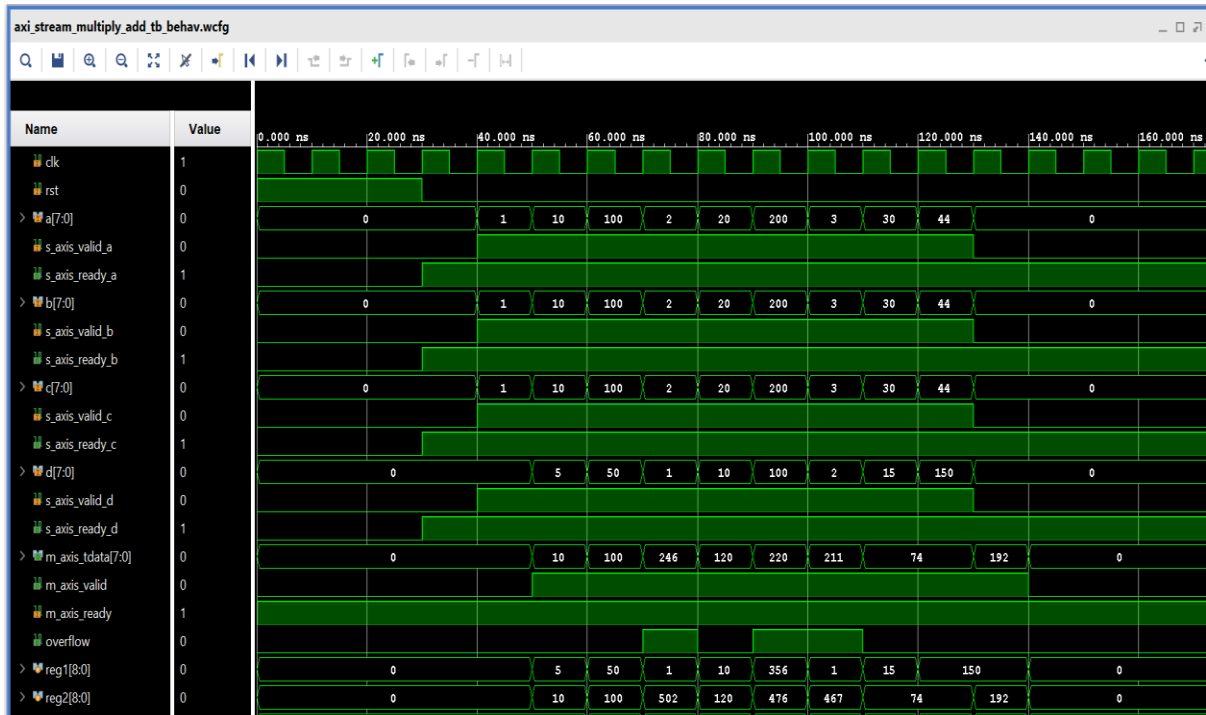 axi_stream_multiply_add_tb_behav.wcfg
Name Value 0.000 ns 20.000 ns 40.000 ns 60.000 ns 80.000 ns 100.000 ns 120.000 ns 140.000 ns 160.000 ns
clk 1
rst 0
a[7:0] 0 0 1 10 100 2 20 200 3 30 44 0
s_axis_valid_a 0
s_axis_ready_a 1
b[7:0] 0 0 1 10 100 2 20 200 3 30 44 0
s_axis_valid_b 0
s_axis_ready_b 1
c[7:0] 0 0 1 10 100 2 20 200 3 30 44 0
s_axis_valid_c 0
s_axis_ready_c 1
d[7:0] 0 0 5 50 1 10 100 2 15 150 0
s_axis_valid_d 0
s_axis_ready_d 1
m_axis_tdata[7:0] 0 0 10 100 246 120 220 211 74 192 0
m_axis_valid 0
m_axis_ready 1
overflow 0
reg1[8:0] 0 0 5 50 1 10 356 1 15 150 0
reg2[8:0] 0 0 10 100 502 120 476 467 74 192 0